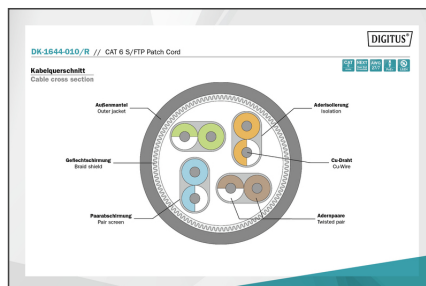 DIGITUS®
DK-1644-010/R // CAT 6 S/FTP Patch Cord
Kabelquerschnitt
Cable cross section
Außenmantel
Outer jacket
Aderisolierung
Isolation
Geflechtschirmung
Braid shield
Cu-Draht
Cu-Wire
Paarabschirmung
Pair screen
Adernpaare
Twisted pair